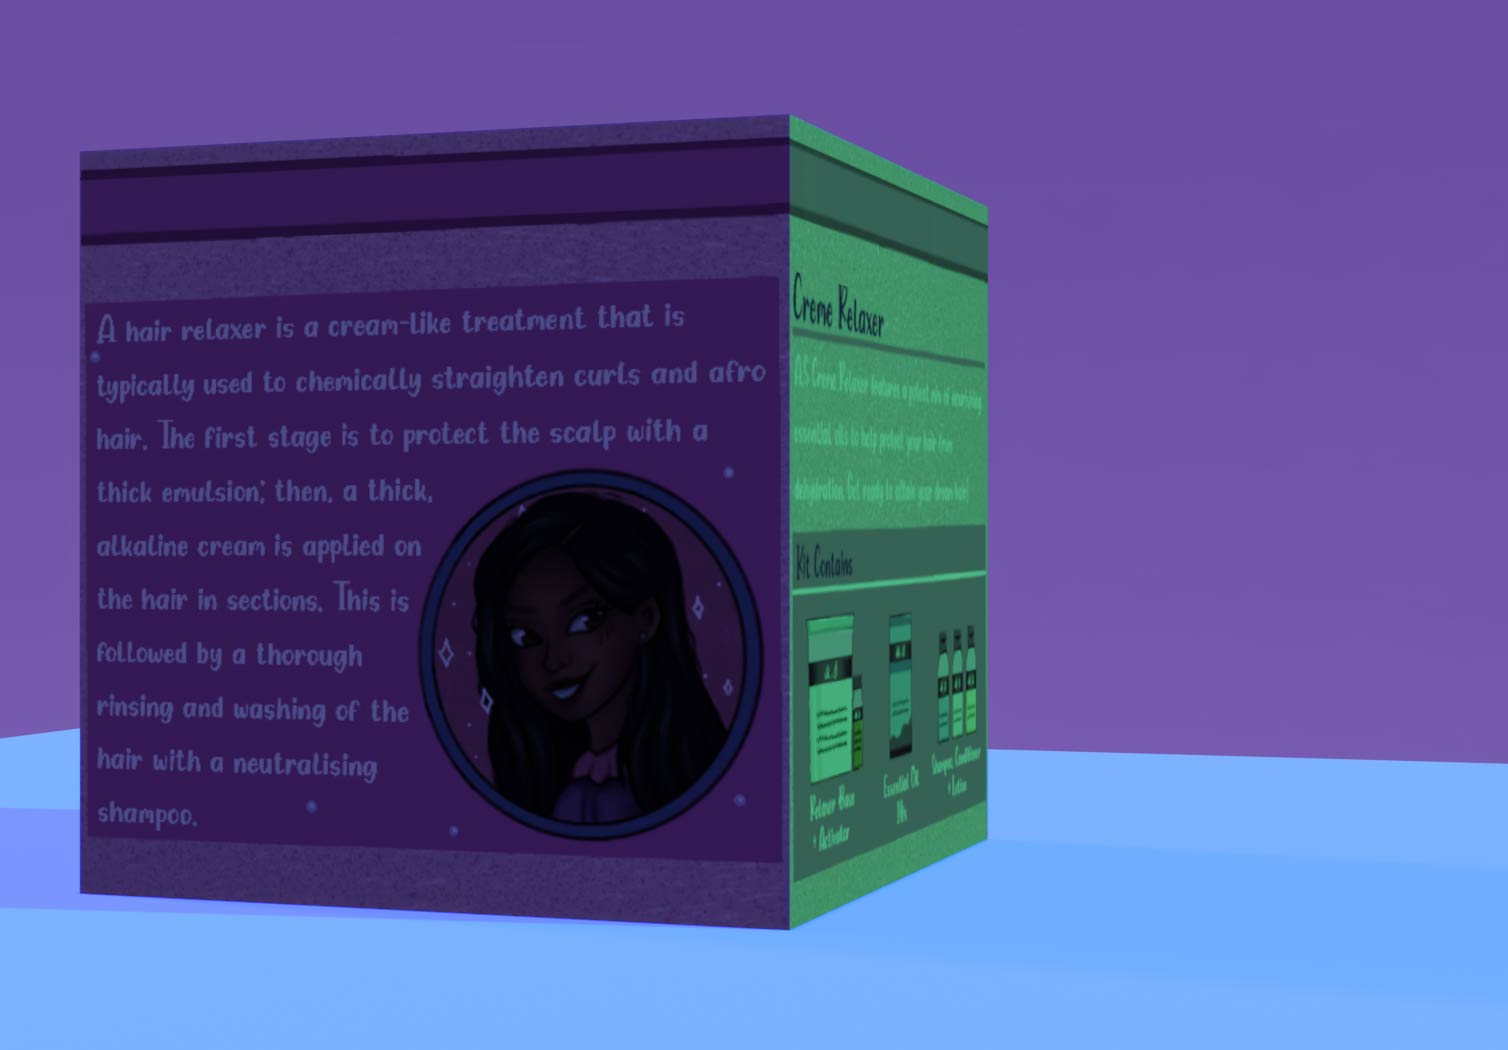 A hair relaxer is a cream-like treatment that is
typically used to chemically straighten curls and afro
hair. The first stage is to protect the scalp with a
thick emulsion; then, a thick,
alkaline cream is applied on
the hair in sections. This is
followed by a thorough
rinsing and washing of the
hair with a neutralising
shampoo.
Creme Relaxer
Creme Relaxer features a potent mix of nourishing
essential oils to help protect your hair from
dehydration. Get ready to attain your dream hair!
Kit Contains
Relaxer Base
+ Activator
Essential Oil
Mix
Shampoo, Conditioner
+ Lotion